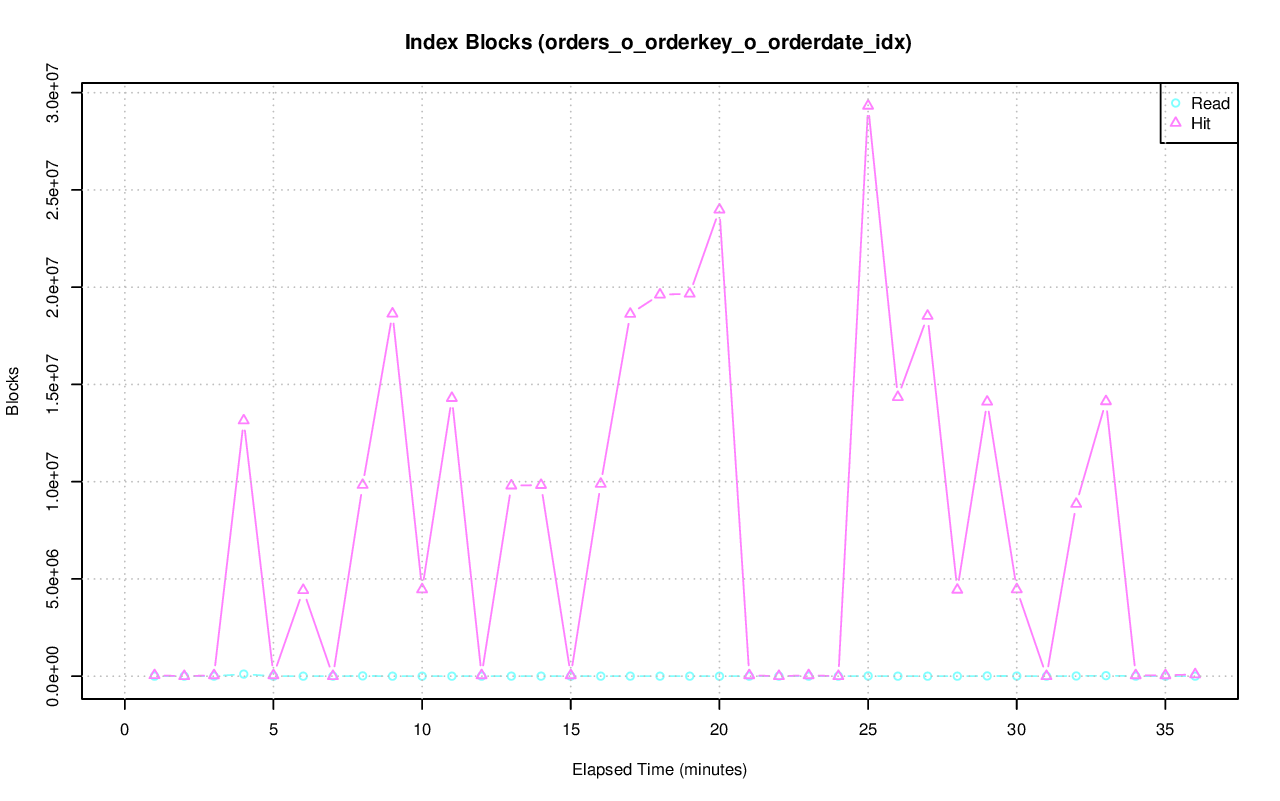 Index Blocks (orders_o_orderkey_o_orderdate_idx)
3.0e+07
2.5e+07
2.0e+07
1.5e+07
1.0e+07
5.0e+06
0.0e+00
Blocks
Read
Hit
0 5 10 15 20 25 30 35
Elapsed Time (minutes)